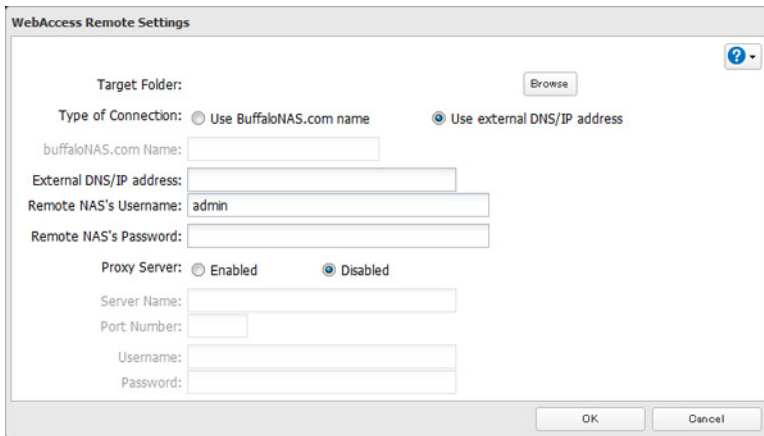 WebAccess Remote Settings
?
Target Folder: Browse
Type of Connection: Use BuffaloNAS.com name Use external DNS/IP address
buffaloNAS.com Name:
External DNS/IP address:
Remote NAS's Username: admin
Remote NAS's Password:
Proxy Server: Enabled Disabled
Server Name:
Port Number:
Username:
Password:
OK Cancel